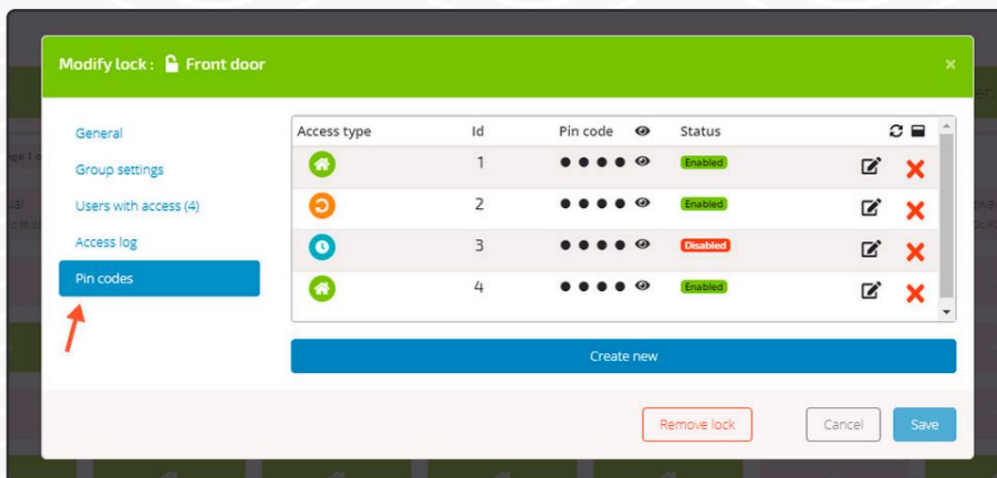 Modify lock : Front door ×
General
Group settings
Users with access (4)
Access log
Pin codes
Access type Id Pin code Status
1 Enabled
2 Enabled
3 Disabled
4 Enabled
Create new
Remove lock Cancel Save